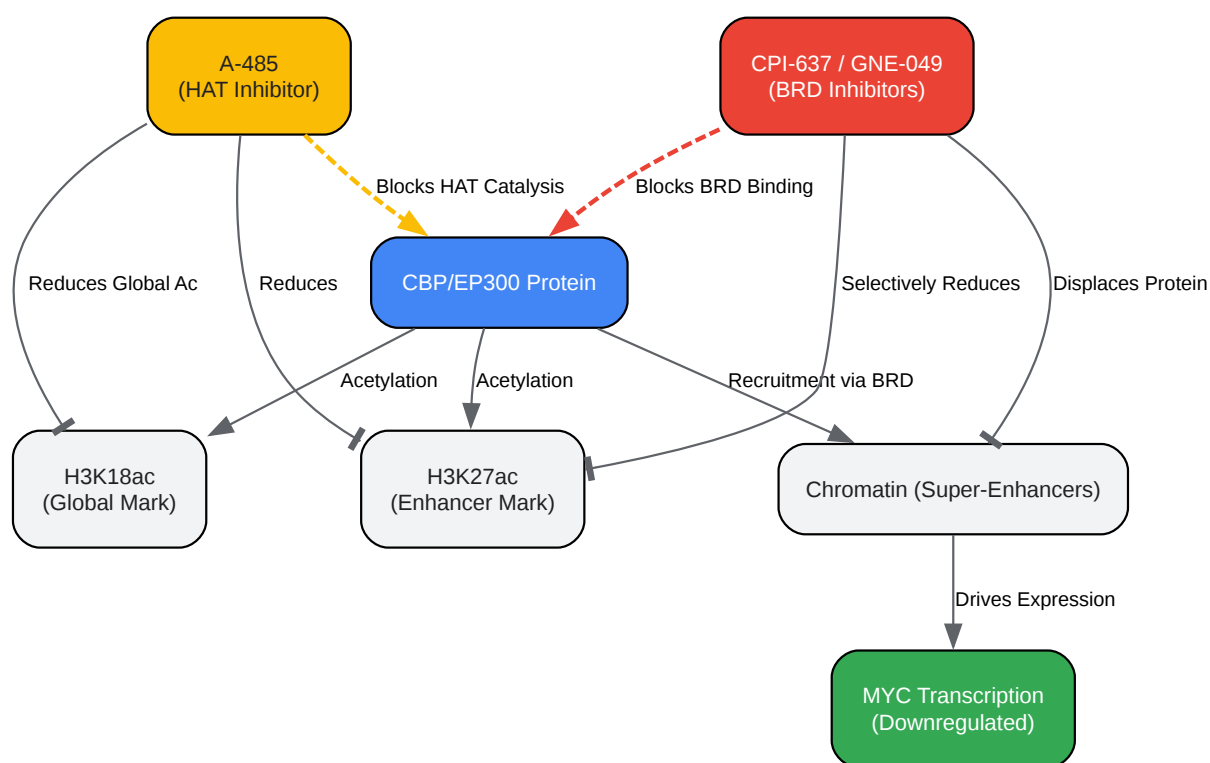 A-485
(HAT Inhibitor)
CPI-637 / GNE-049
(BRD Inhibitors)
Blocks HAT Catalysis
Blocks BRD Binding
CBP/EP300 Protein
Reduces Global Ac
Reduces
Selectively Reduces
Displaces Protein
Acetylation
Acetylation
Recruitment via BRD
H3K18ac
(Global Mark)
H3K27ac
(Enhancer Mark)
Chromatin (Super-Enhancers)
Drives Expression
MYC Transcription
(Downregulated)